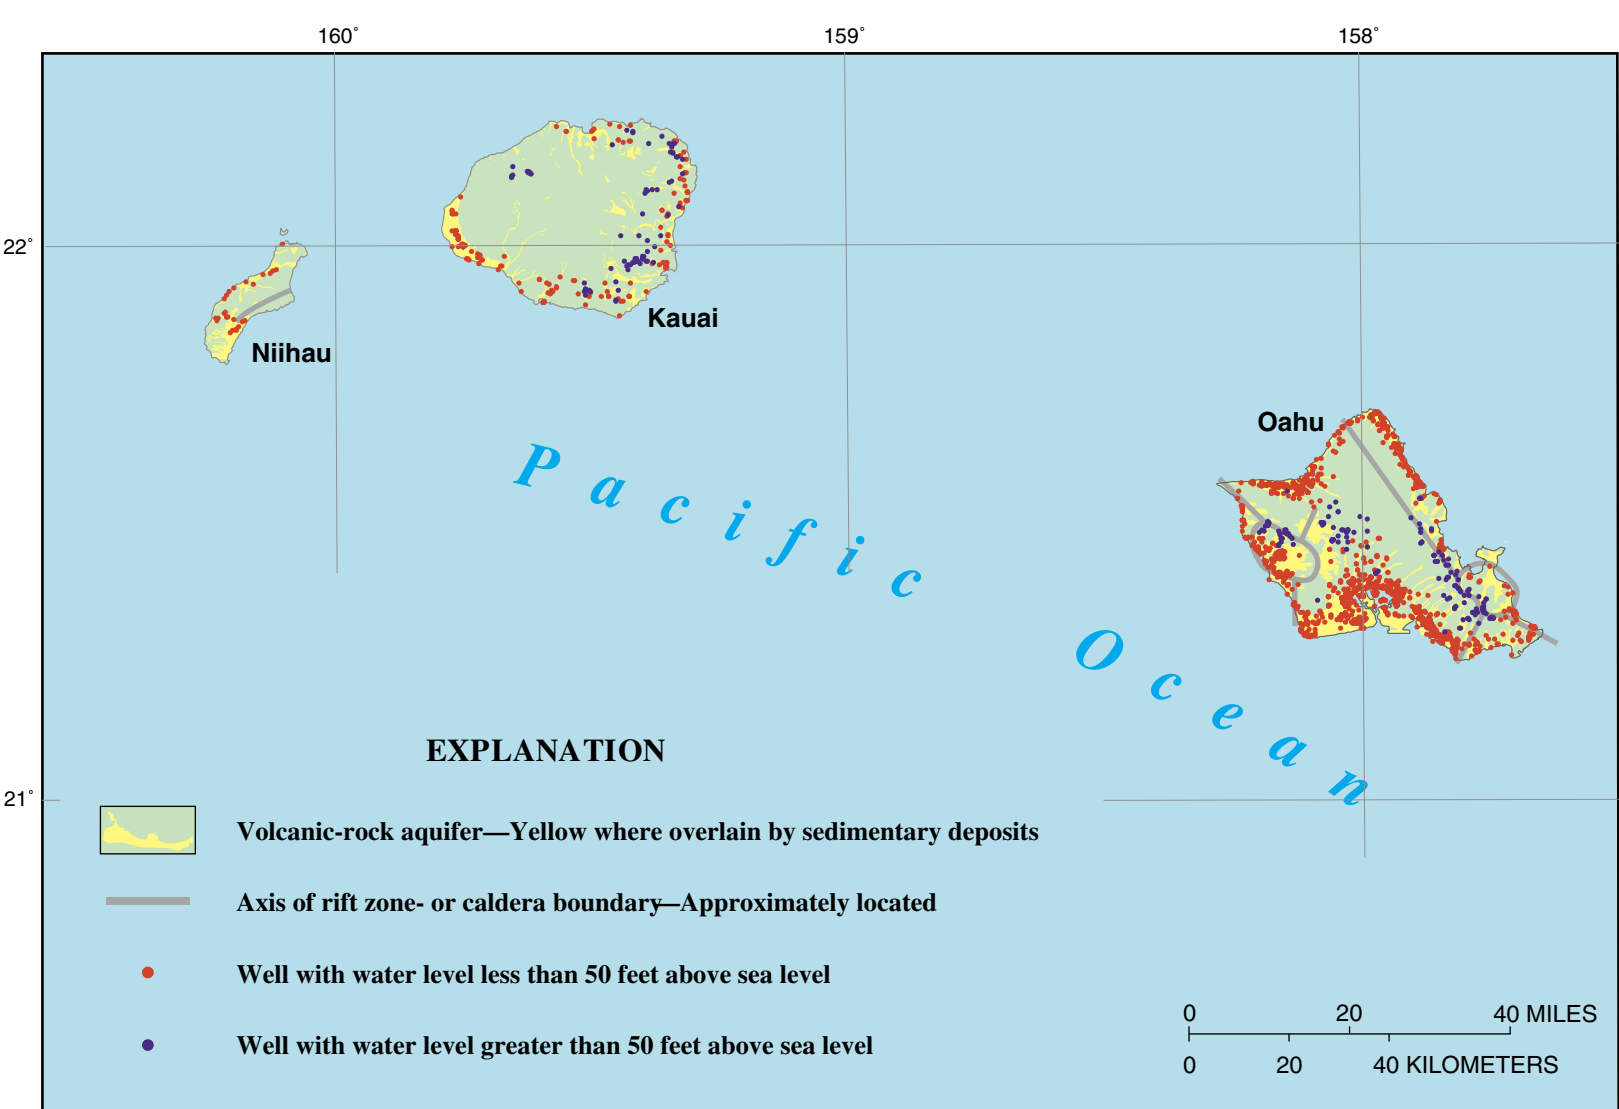 160° 159° 158°
22°
Kauai
Niihau
Oahu
Pacific
Ocean
21°
EXPLANATION
Volcanic-rock aquifer—Yellow where overlain by sedimentary deposits
Axis of rift zone- or caldera boundary—Approximately located
Well with water level less than 50 feet above sea level
Well with water level greater than 50 feet above sea level
0 20 40 MILES
0 20 40 KILOMETERS